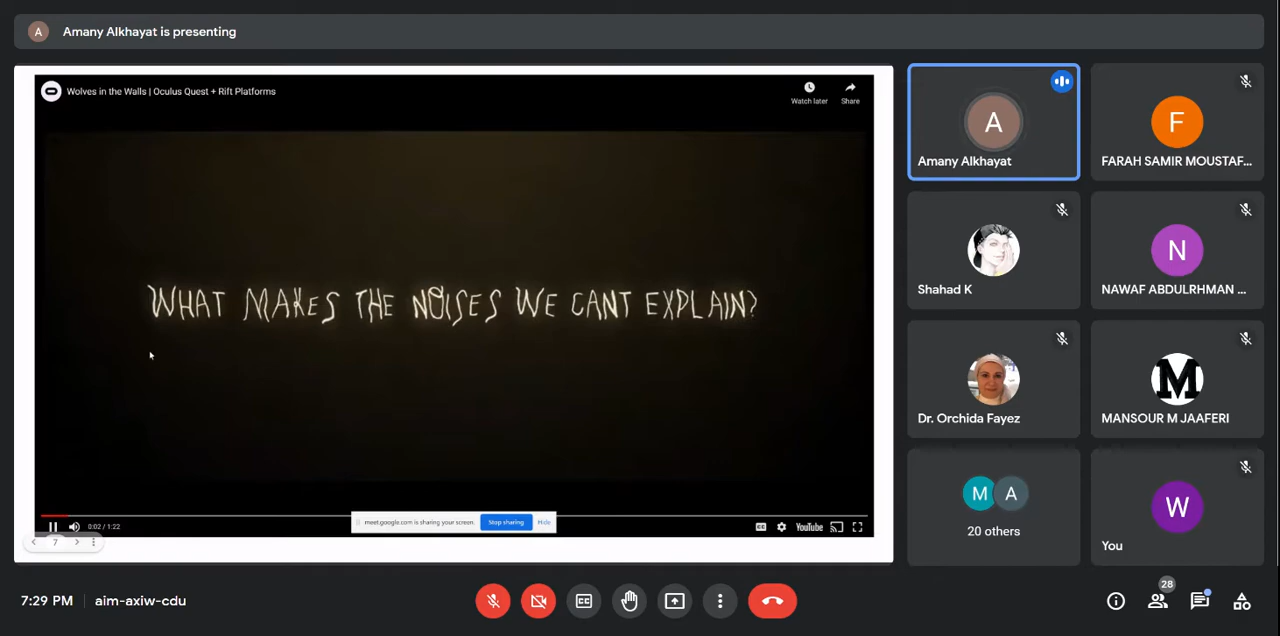 A
Amany Alkhayat is presenting
Wolves in the Walls | Oculus Quest + Rift Platforms
Watch later
Share
WHAT MAKES THE NOISES WE CANT EXPLAIN?
0:02 / 1:22
meet.google.com is sharing your screen.
Stop sharing
Hide
CC
YouTube
7
A
Amany Alkhayat
F
FARAH SAMIR MOUSTAF...
Shahad K
N
NAWAF ABDULRHMAN ...
Dr. Orchida Fayez
M
MANSOUR M JAAFERI
M A
20 others
W
You
7:29 PM | aim-axiw-cdu
CC
28